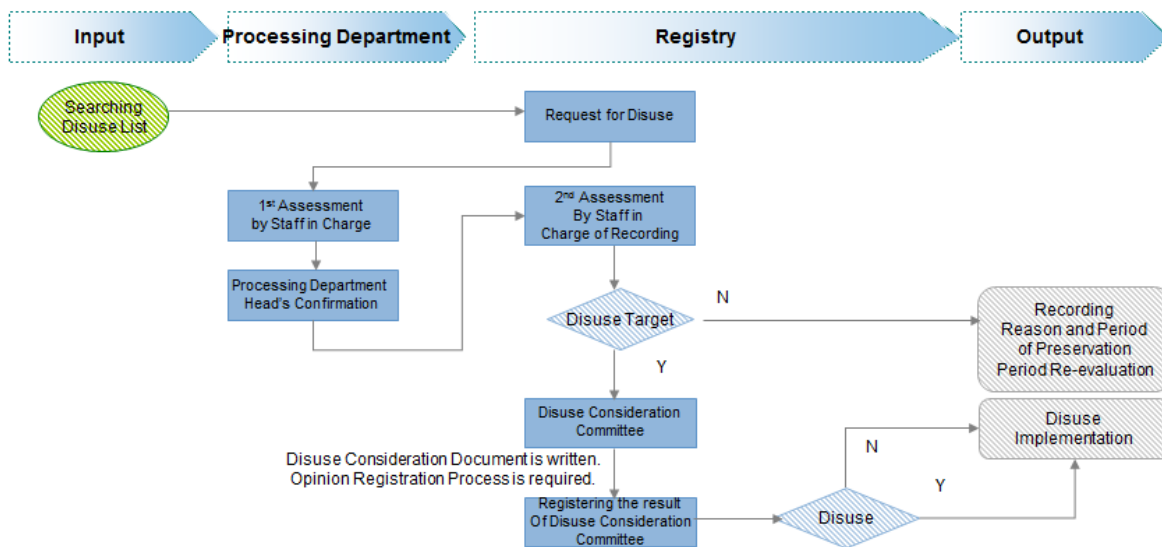 Input
Processing Department
Registry
Output
Searching
Disuse List
Request for Disuse
1st Assessment
by Staff in Charge
2nd Assessment
By Staff in
Charge of Recording
Processing Department
Head's Confirmation
Disuse Target
N
Recording
Reason and Period
of Preservation
Period Re-evaluation
Y
Disuse Consideration
Committee
Disuse
Implementation
Disuse Consideration Document is written.
Opinion Registration Process is required.
N
Y
Registering the result
Of Disuse Consideration
Committee
Disuse